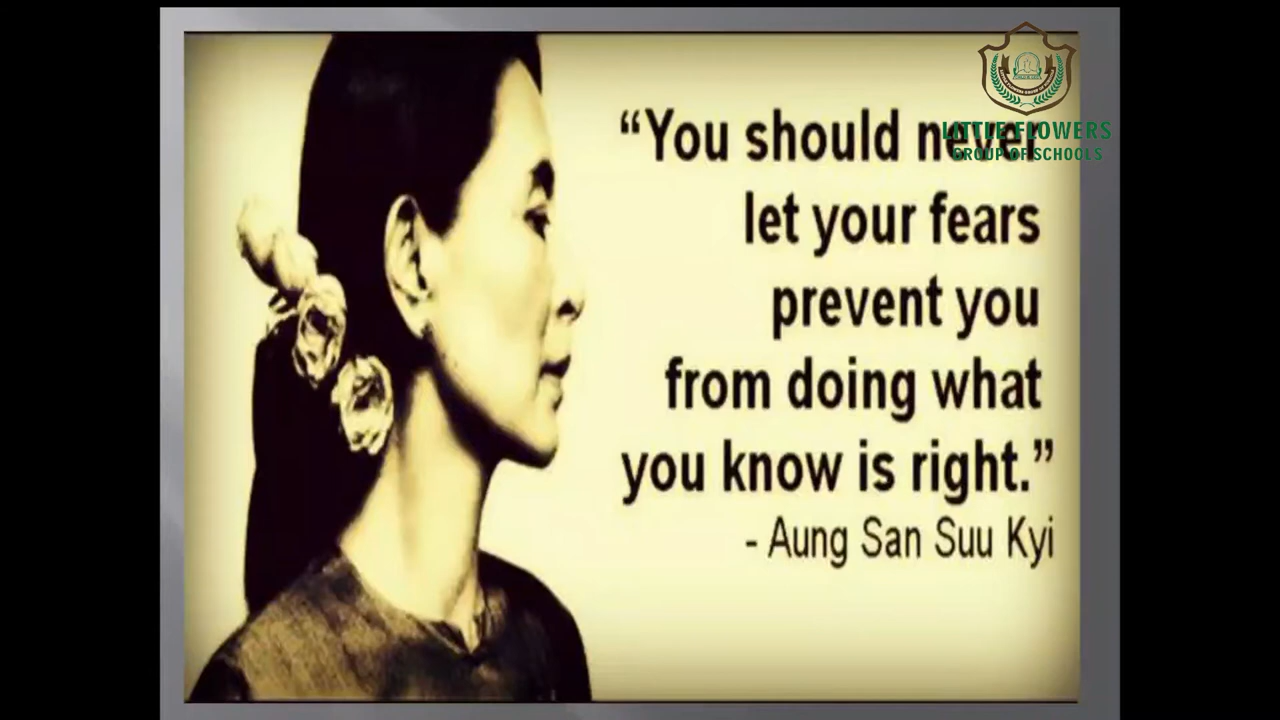 “You should never
let your fears
prevent you
from doing what
you know is right.”
- Aung San Suu Kyi
LITTLE FLOWERS
GROUP OF SCHOOLS